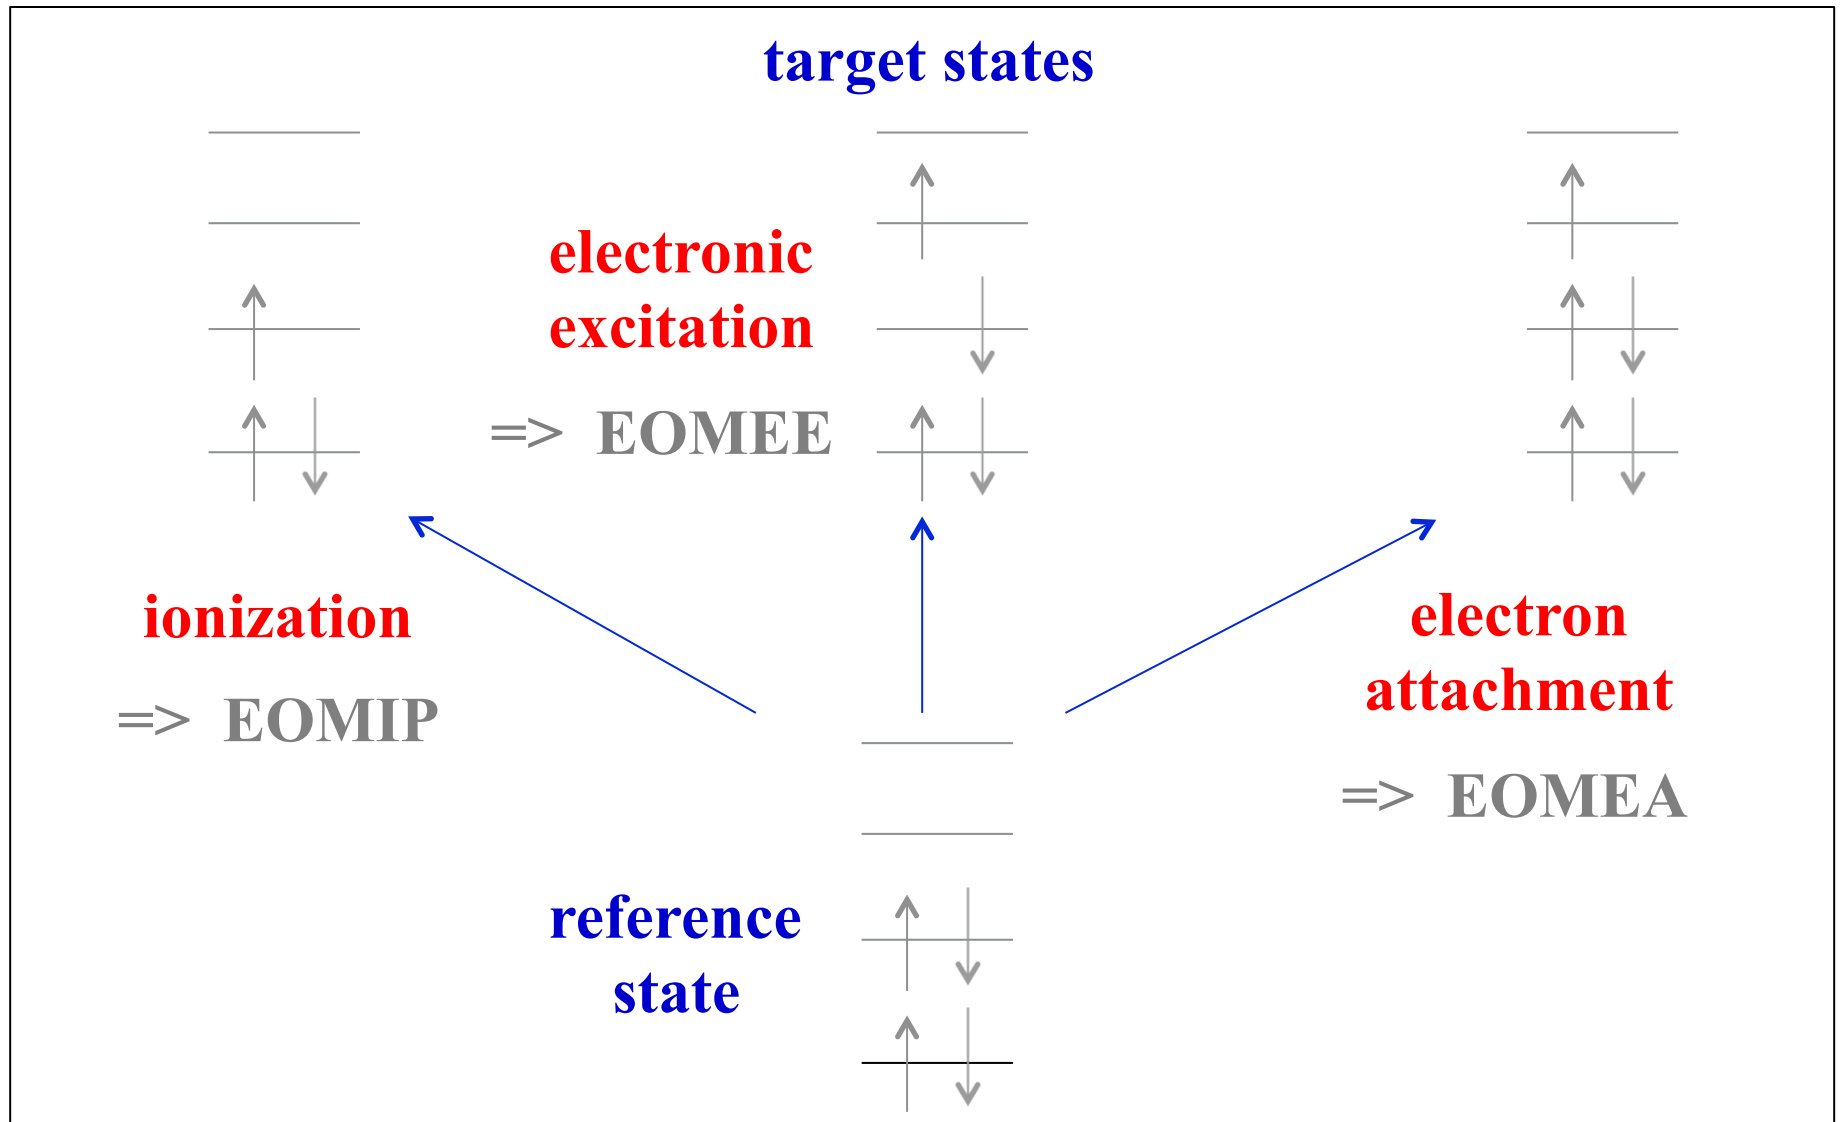 target states
electronic
excitation
=> EOMEE
ionization
=> EOMIP
electron
attachment
=> EOMEA
reference
state